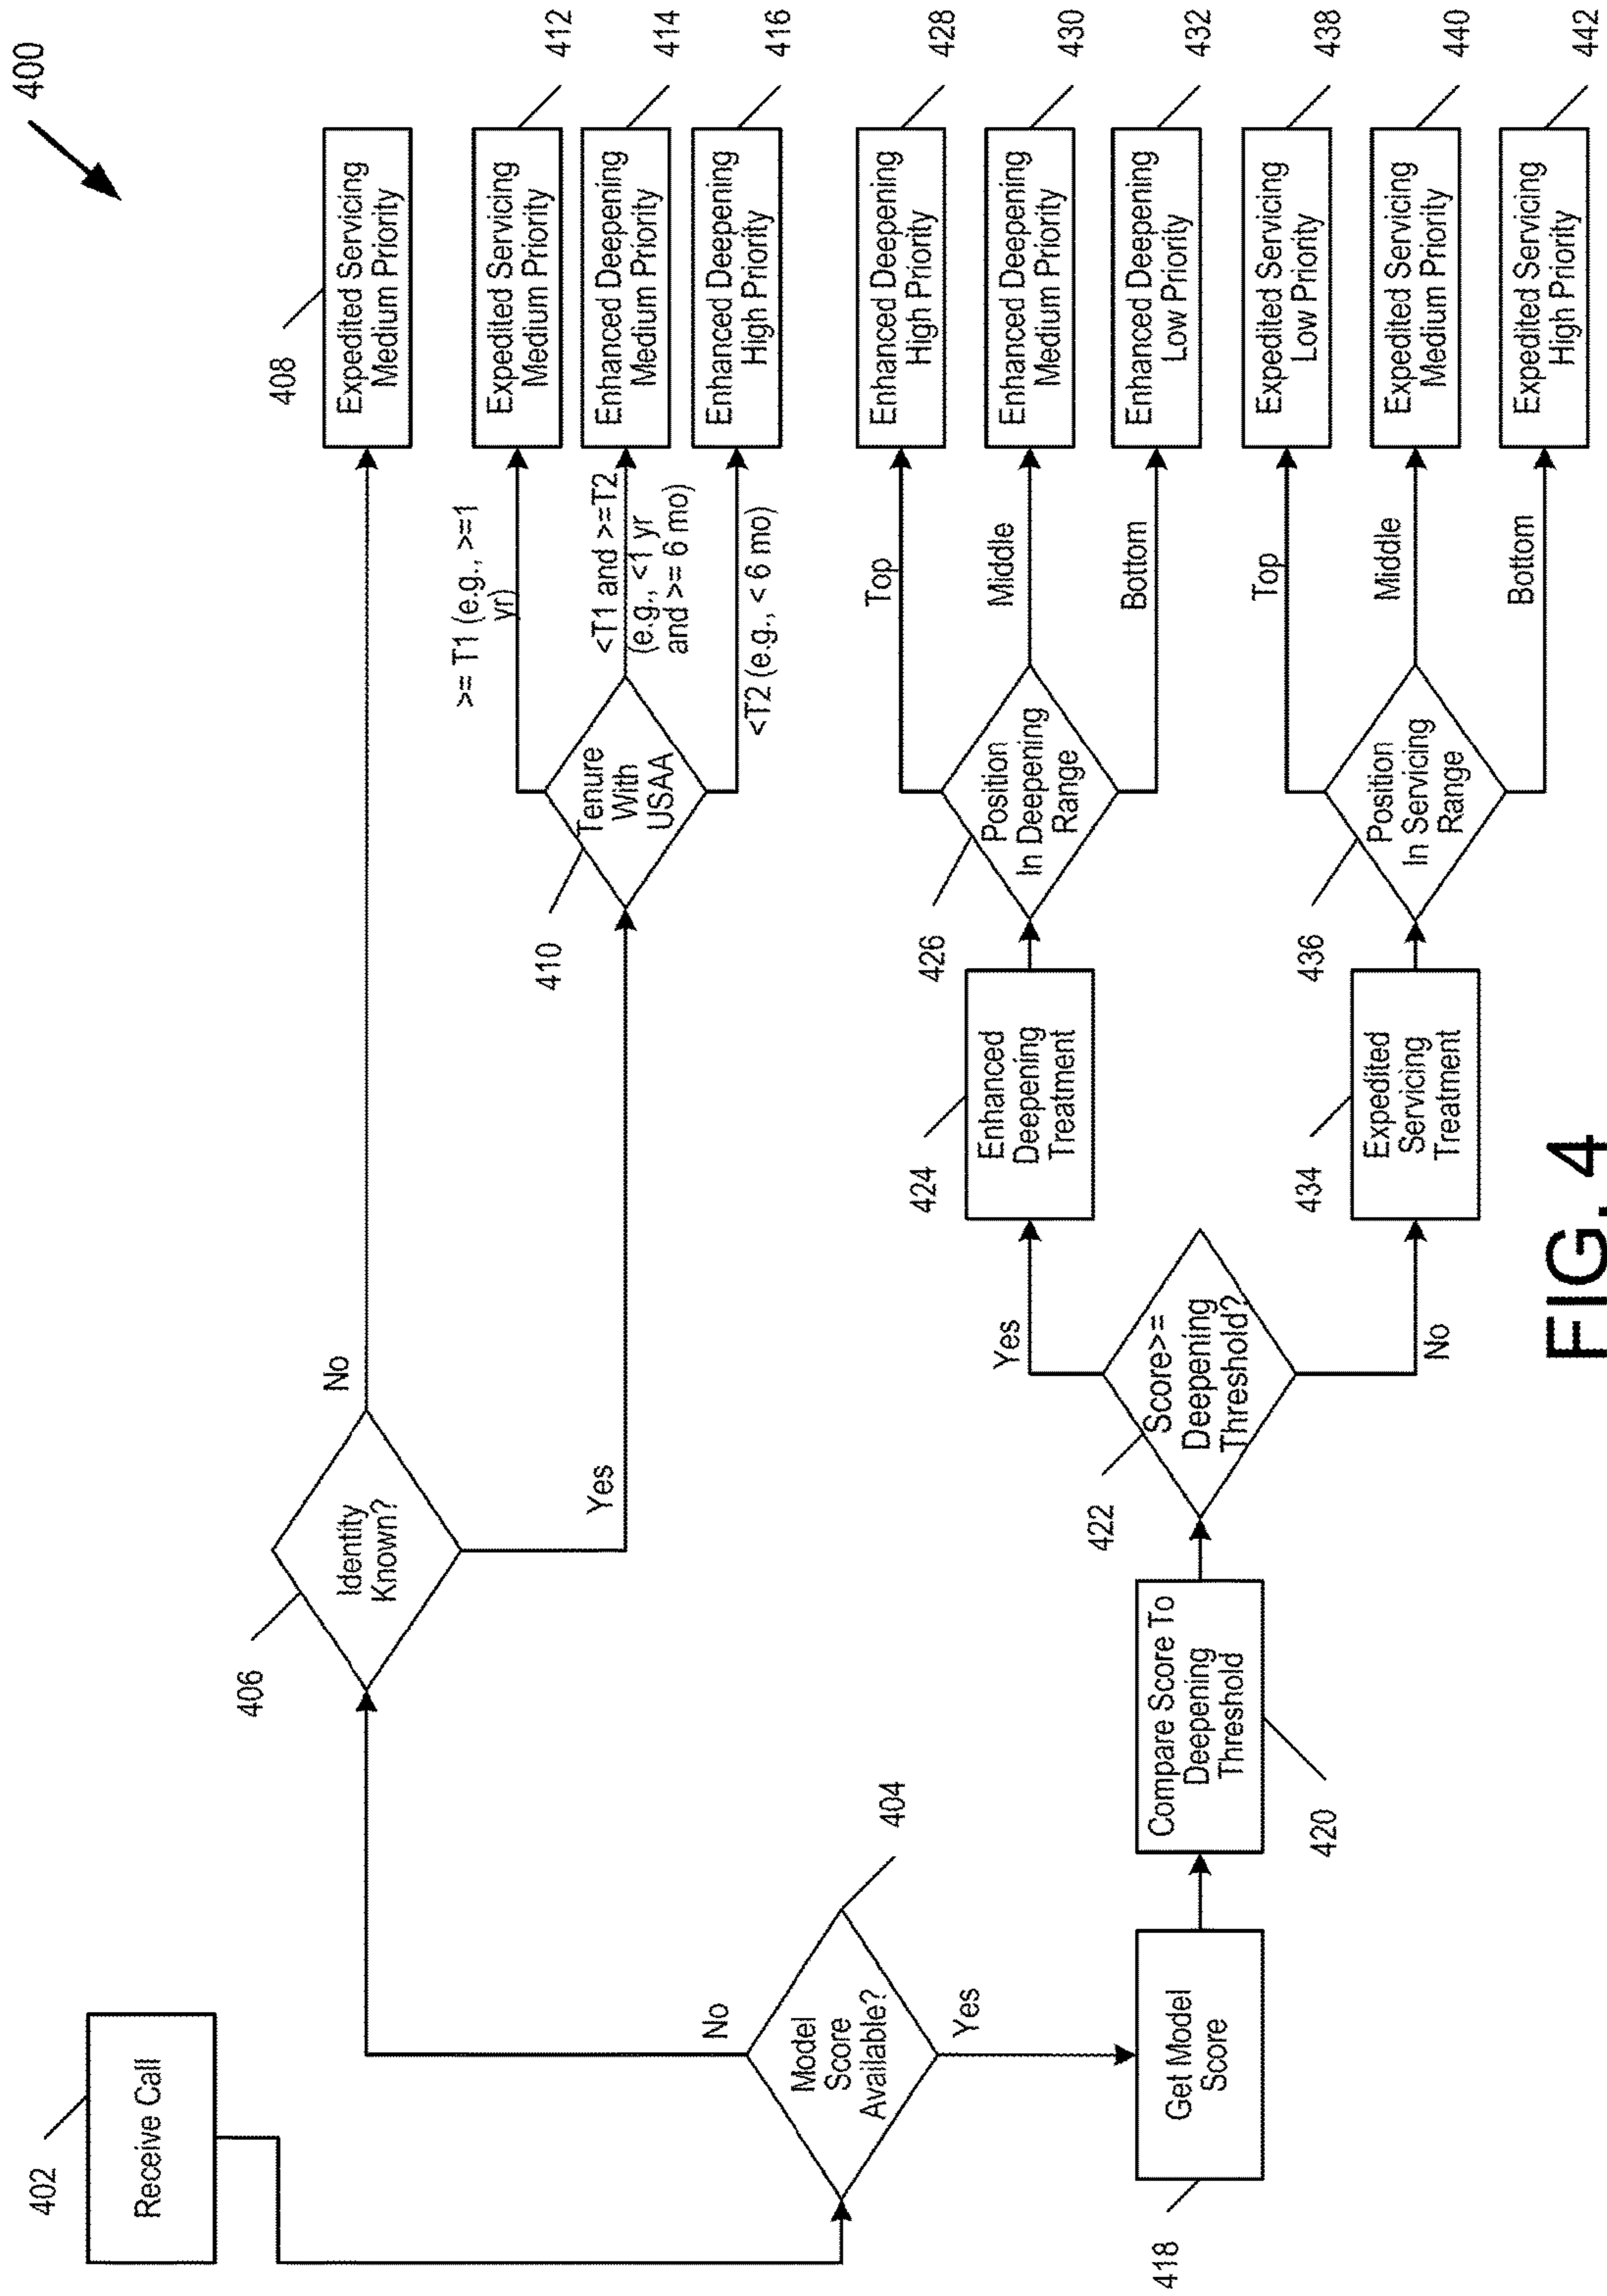 400
402
Receive Call
404
Model
Score
Available?
No
Yes
406
Identity
Known?
No
Yes
408
Expedited Servicing
Medium Priority
410
Tenure
With
USAA
>= T1 (e.g., >=1
yr)
<T1 and >=T2
(e.g., <1 yr
and >= 6 mo)
<T2 (e.g., < 6 mo)
Expedited Servicing
Medium Priority
412
Enhanced Deepening
Medium Priority
414
Enhanced Deepening
High Priority
416
418
Get Model
Score
Compare Score To
Deepening
Threshold
420
422
Score>=
Deepening
Threshold?
Yes
No
424
Enhanced
Deepening
Treatment
426
Position
In Deepening
Range
Top
Middle
Bottom
Enhanced Deepening
High Priority
428
Enhanced Deepening
Medium Priority
430
Enhanced Deepening
Low Priority
432
434
Expedited
Servicing
Treatment
436
Position
In Servicing
Range
Top
Middle
Bottom
Expedited Servicing
Low Priority
438
Expedited Servicing
Medium Priority
440
Expedited Servicing
High Priority
442
FIG. 4